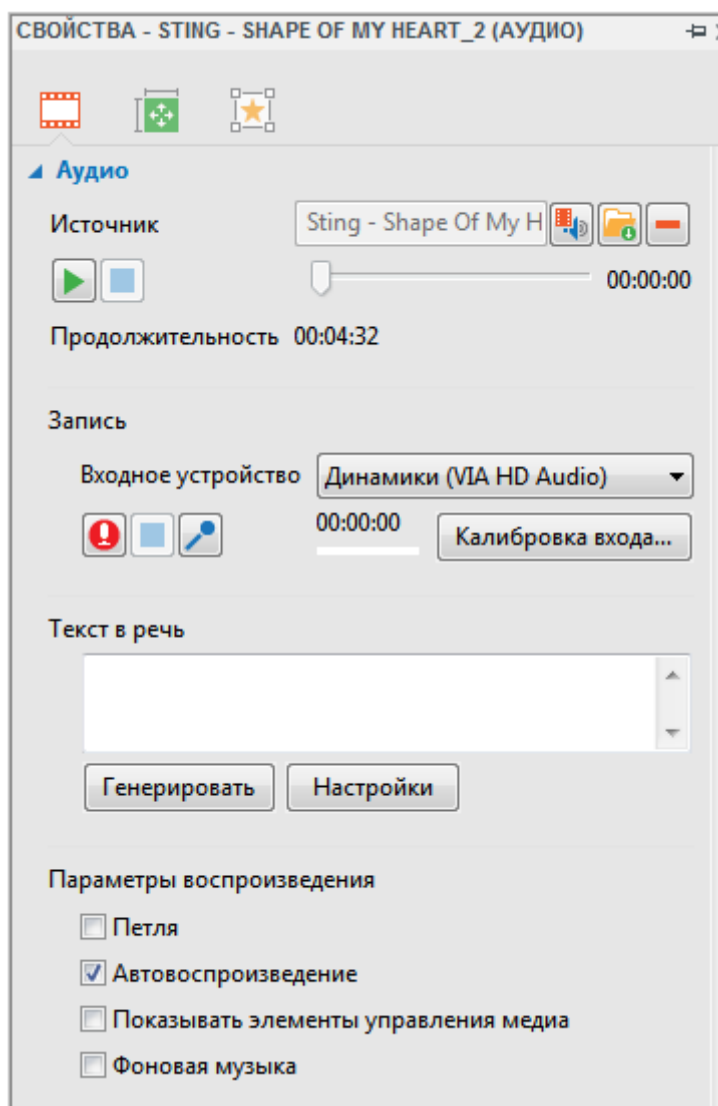 СВОЙСТВА - STING - SHAPE OF MY HEART_2 (АУДИО)
Аудио
Источник Sting - Shape Of My H
00:00:00
Продолжительность 00:04:32
Запись
Входное устройство Динамики (VIA HD Audio)
00:00:00 Калибровка входа...
Текст в речь
Генерировать Настройки
Параметры воспроизведения
Петля
Автовоспроизведение
Показывать элементы управления медиа
Фоновая музыка